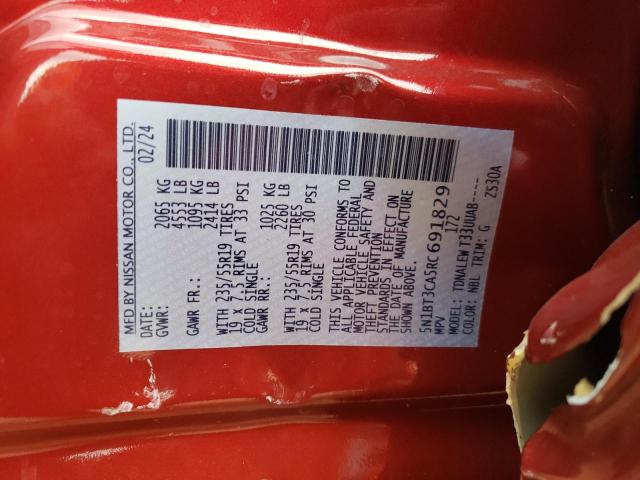 MFD BY NISSAN MOTOR CO., LTD.
DATE: 02/24
GVWR: 2065 KG
4553 LB
GAWR FR.: 1095 KG
2414 LB
WITH 235/55R19 TIRES
19 X 7.5 RIMS AT 33 PSI
COLD SINGLE
GAWR RR.: 1025 KG
2260 LB
WITH 235/55R19 TIRES
19 X 7.5 RIMS AT 30 PSI
COLD SINGLE
THIS VEHICLE CONFORMS TO
ALL APPLICABLE FEDERAL
MOTOR VEHICLE SAFETY AND
THEFT PREVENTION
STANDARDS IN EFFECT ON
THE DATE OF MANUFACTURE
SHOWN ABOVE.
5N1BT3CA5RC691829
MPV 172
MODEL: TDNALEW T33UUAB-----
COLOR: NBL TRIM: G ZS30A